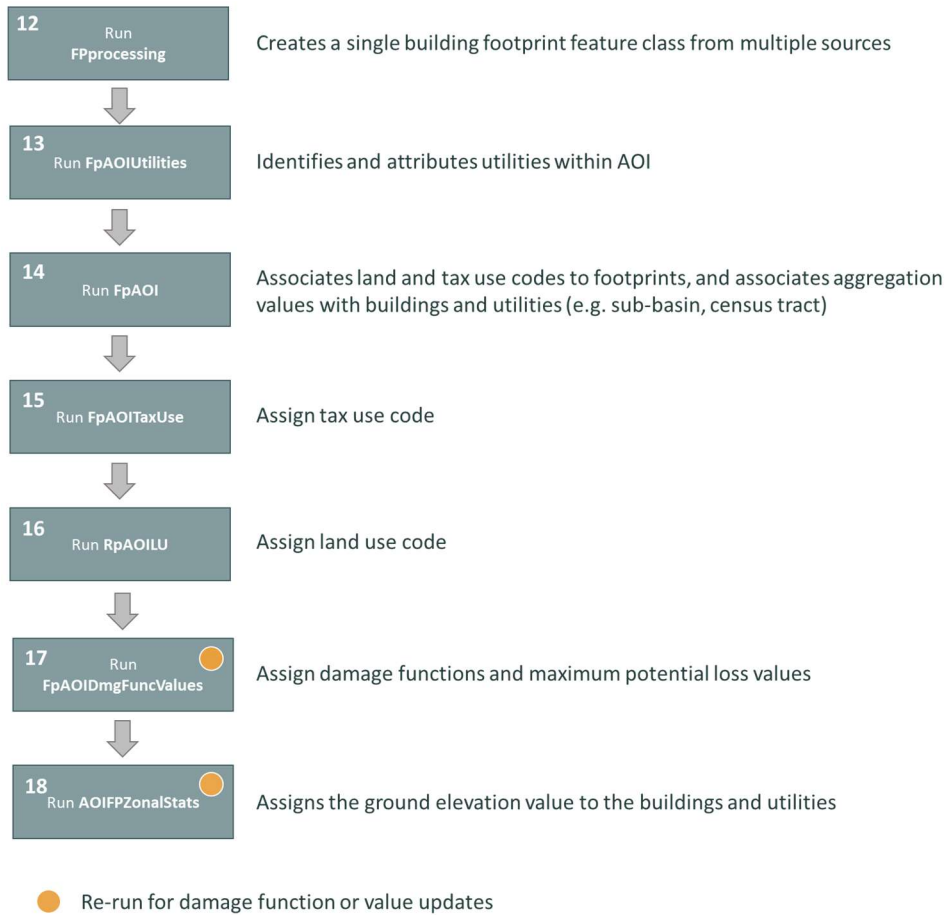 12
Run
FPprocessing
Creates a single building footprint feature class from multiple sources
13
Run FpAOIUtilities
Identifies and attributes utilities within AOI
14
Run FpAOI
Associates land and tax use codes to footprints, and associates aggregation
values with buildings and utilities (e.g. sub-basin, census tract)
15
Run FpAOITaxUse
Assign tax use code
16
Run RpAOILU
Assign land use code
17
Run
FpAOIDmgFuncValues
Assign damage functions and maximum potential loss values
18
Run AOIFPZonalStats
Assigns the ground elevation value to the buildings and utilities
Re-run for damage function or value updates